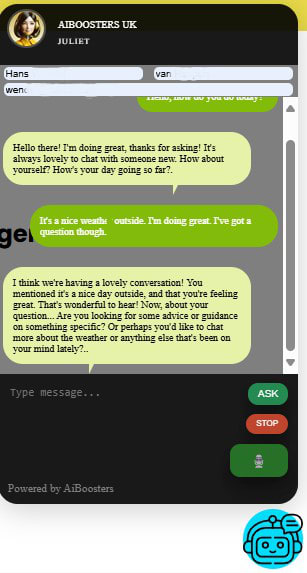 AIBOOSTERS UK
JULIET
Hans
van
wen
Hello, how do you do today?
Hello there! I'm doing great, thanks for asking! It's
always lovely to chat with someone new. How about
yourself? How's your day going so far?.
It's a nice weathe outside. I'm doing great. I've got a
question though.
ge
I think we're having a lovely conversation! You
mentioned it's a nice day outside, and that you're feeling
great. That's wonderful to hear! Now, about your
question... Are you looking for some advice or guidance
on something specific? Or perhaps you'd like to chat
more about the weather or anything else that's been on
your mind lately?..
Type message...
ASK
STOP
Powered by AiBoosters